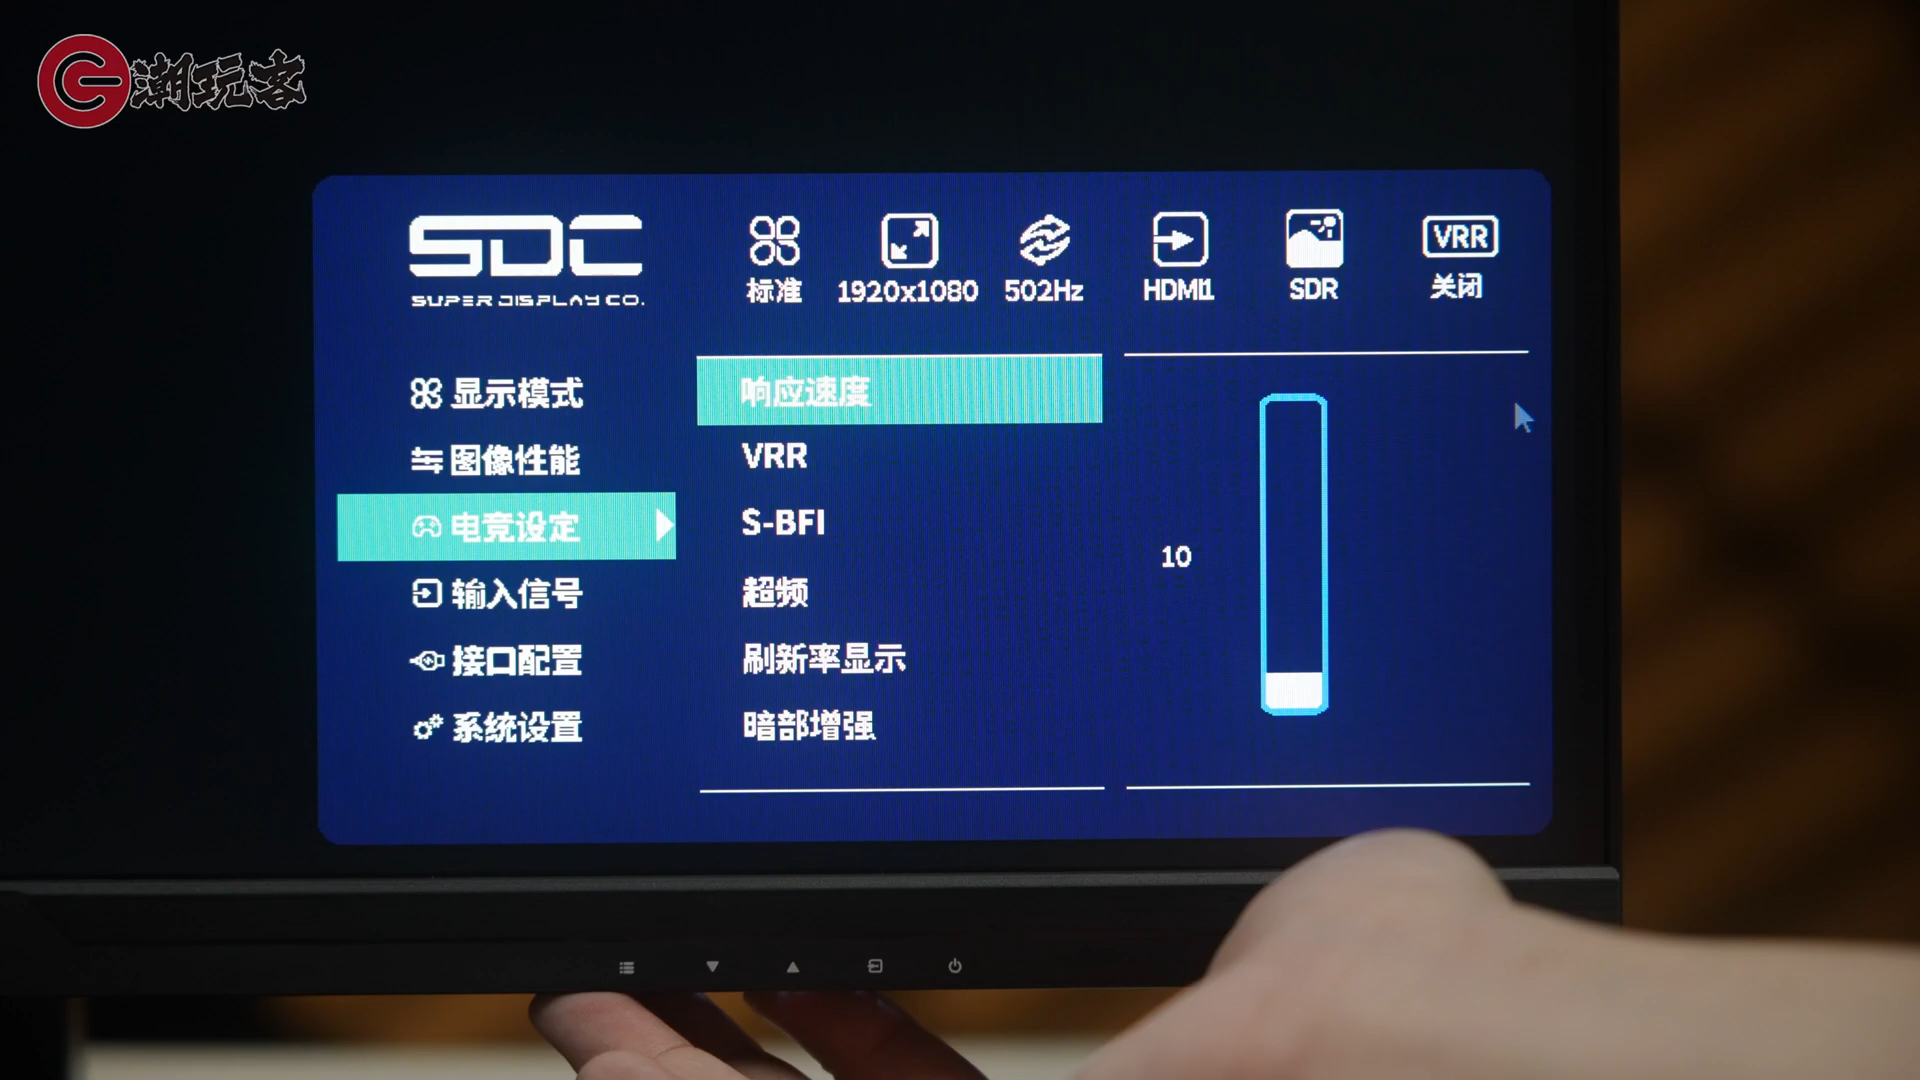 潮玩客
SDC
SUPER DISPLAY CO.
标准
1920x1080
502Hz
HDMI1
SDR
VRR
关闭
显示模式
图像性能
电竞设定
输入信号
接口配置
系统设置
响应速度
VRR
S-BFI
超频
刷新率显示
暗部增强
10